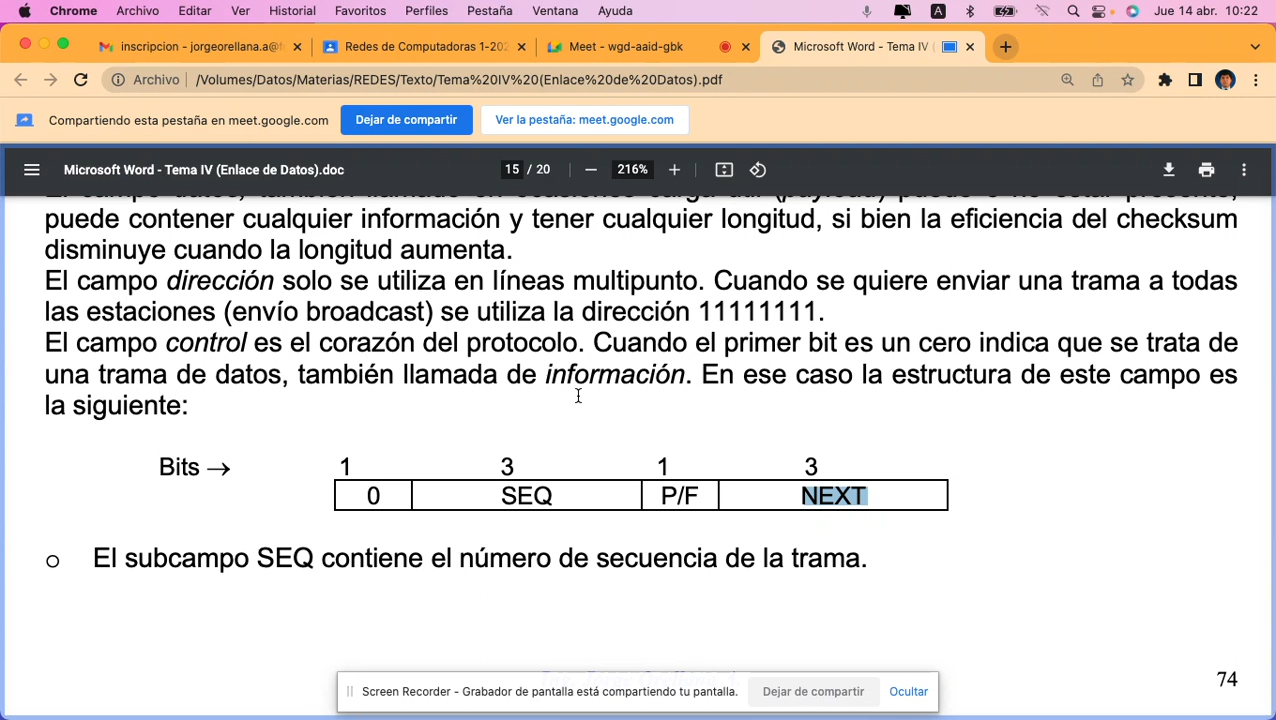 Chrome Archivo Editar Ver Historial Favoritos Perfiles Pestaña Ventana Ayuda A Jue 14 abr. 10:22
inscripcion - jorgeorellana.a@f Redes de Computadoras 1-202 Meet - wgd-aaid-gbk Microsoft Word - Tema IV (
Archivo /Volumes/Datos/Materias/REDES/Texto/Tema%20IV%20(Enlace%20de%20Datos).pdf
Compartiendo esta pestaña en meet.google.com Dejar de compartir Ver la pestaña: meet.google.com
Microsoft Word - Tema IV (Enlace de Datos).doc 15 / 20 216%
puede contener cualquier información y tener cualquier longitud, si bien la eficiencia del checksum
disminuye cuando la longitud aumenta.
El campo dirección solo se utiliza en líneas multipunto. Cuando se quiere enviar una trama a todas
las estaciones (envío broadcast) se utiliza la dirección 11111111.
El campo control es el corazón del protocolo. Cuando el primer bit es un cero indica que se trata de
una trama de datos, también llamada de información. En ese caso la estructura de este campo es
la siguiente:
Bits → 1 3 1 3
0 SEQ P/F NEXT
o El subcampo SEQ contiene el número de secuencia de la trama.
74
Screen Recorder - Grabador de pantalla está compartiendo tu pantalla. Dejar de compartir Ocultar